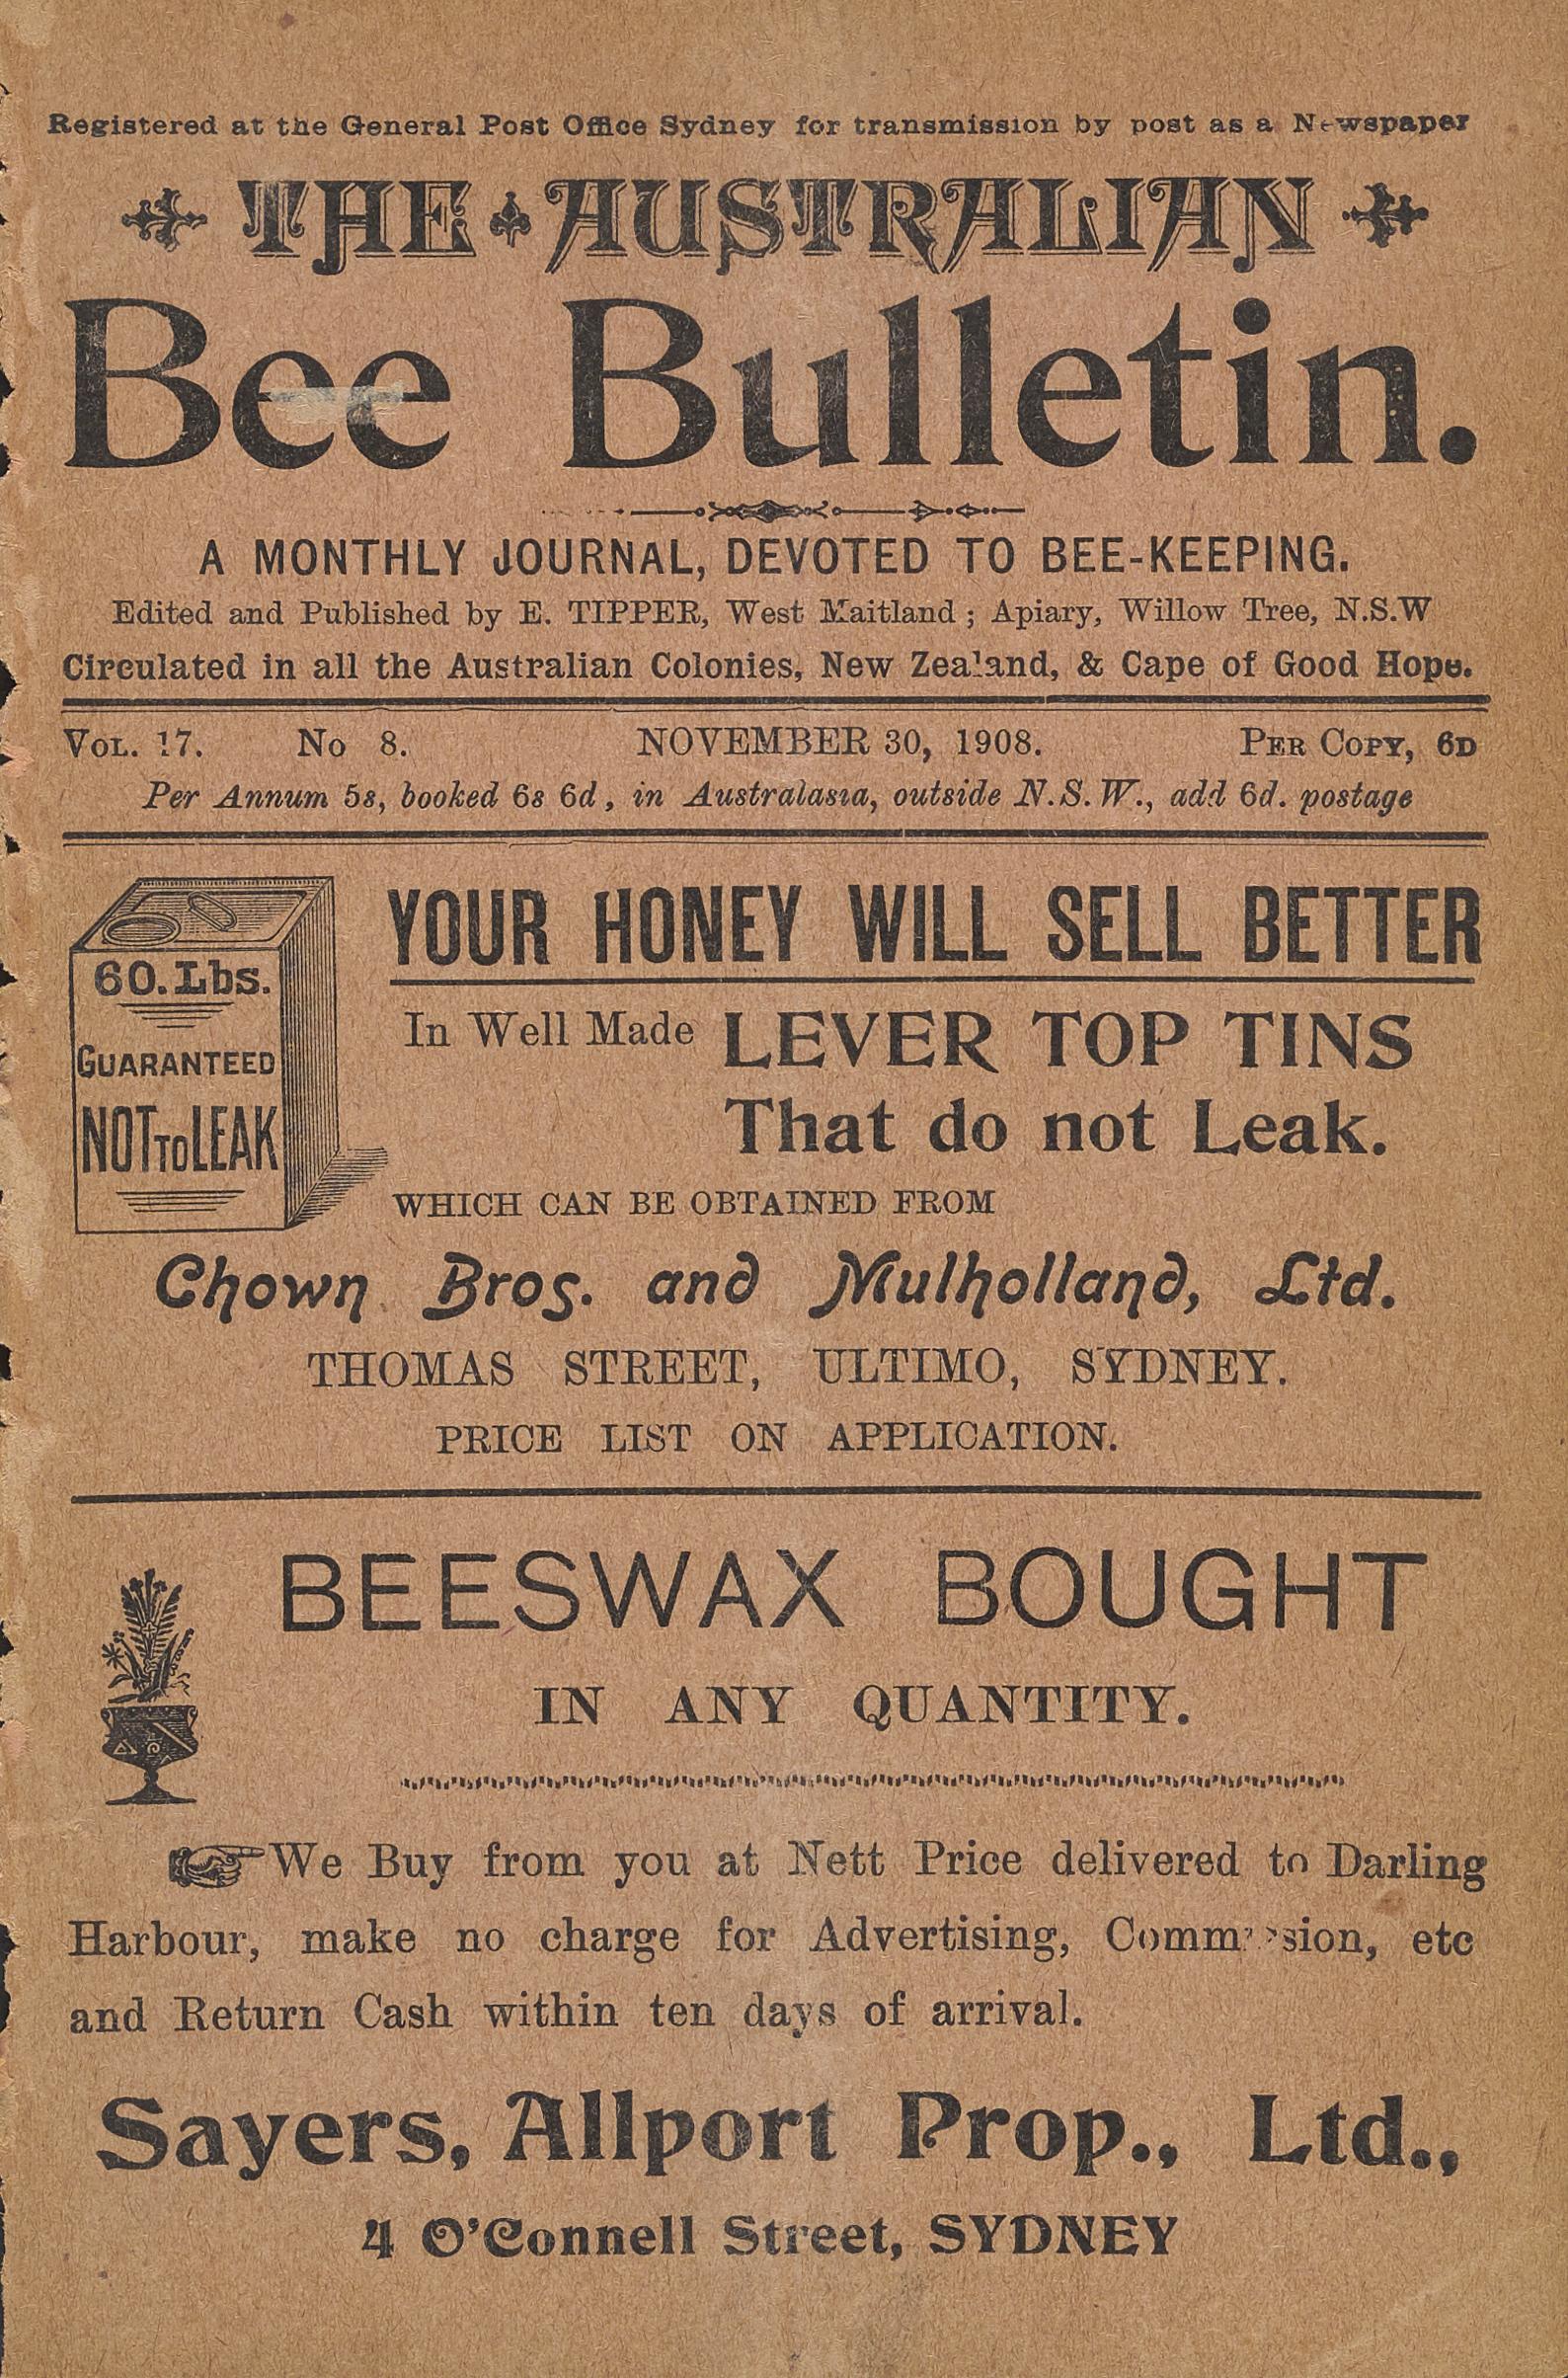 Registered at the General Post Office Sydney for transmission by post as a Newspaper
THE AUSTRALIAN
Bee Bulletin.
A MONTHLY JOURNAL, DEVOTED TO BEE-KEEPING.
Edited and Published by E. TIPPER, West Maitland ; Apiary, Willow Tree, N.S.W
Circulated in all the Australian Colonies, New Zealand, & Cape of Good Hope.
VOL. 17. No 8. NOVEMBER 30, 1908. PER COPY, 6D
Per Annum 5s, booked 6s 6d, in Australasia, outside N.S.W., add 6d. postage
60. Lbs.
GUARANTEED
NOT TO LEAK
YOUR HONEY WILL SELL BETTER
In Well Made LEVER TOP TINS
That do not Leak.
WHICH CAN BE OBTAINED FROM
Chown Bros. and Mulholland, Ltd.
THOMAS STREET, ULTIMO, SYDNEY.
PRICE LIST ON APPLICATION.
BEESWAX BOUGHT
IN ANY QUANTITY.
We Buy from you at Nett Price delivered to Darling
Harbour, make no charge for Advertising, Commission, etc
and Return Cash within ten days of arrival.
Sayers, Allport Prop., Ltd.,
4 O'Connell Street, SYDNEY